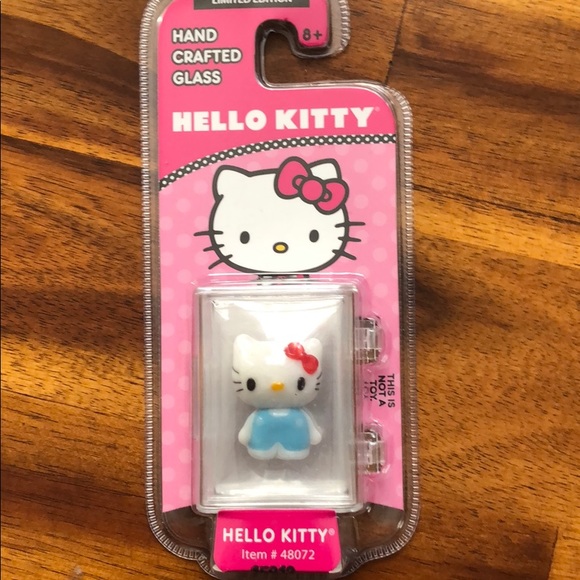 LIMITED EDITION
HAND
CRAFTED
GLASS
8+
HELLO KITTY®
THIS IS
NOT A
TOY.
HELLO KITTY®
Item # 48072